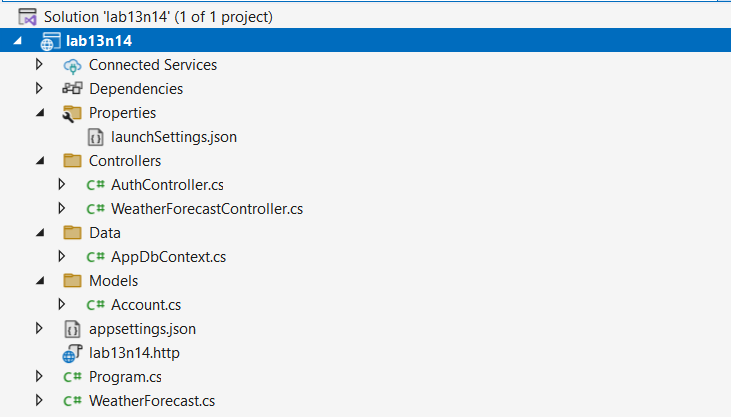 Solution 'lab13n14' (1 of 1 project)
lab13n14
Connected Services
Dependencies
Properties
launchSettings.json
Controllers
C# AuthController.cs
C# WeatherForecastController.cs
Data
C# AppDbContext.cs
Models
C# Account.cs
appsettings.json
lab13n14.http
C# Program.cs
C# WeatherForecast.cs